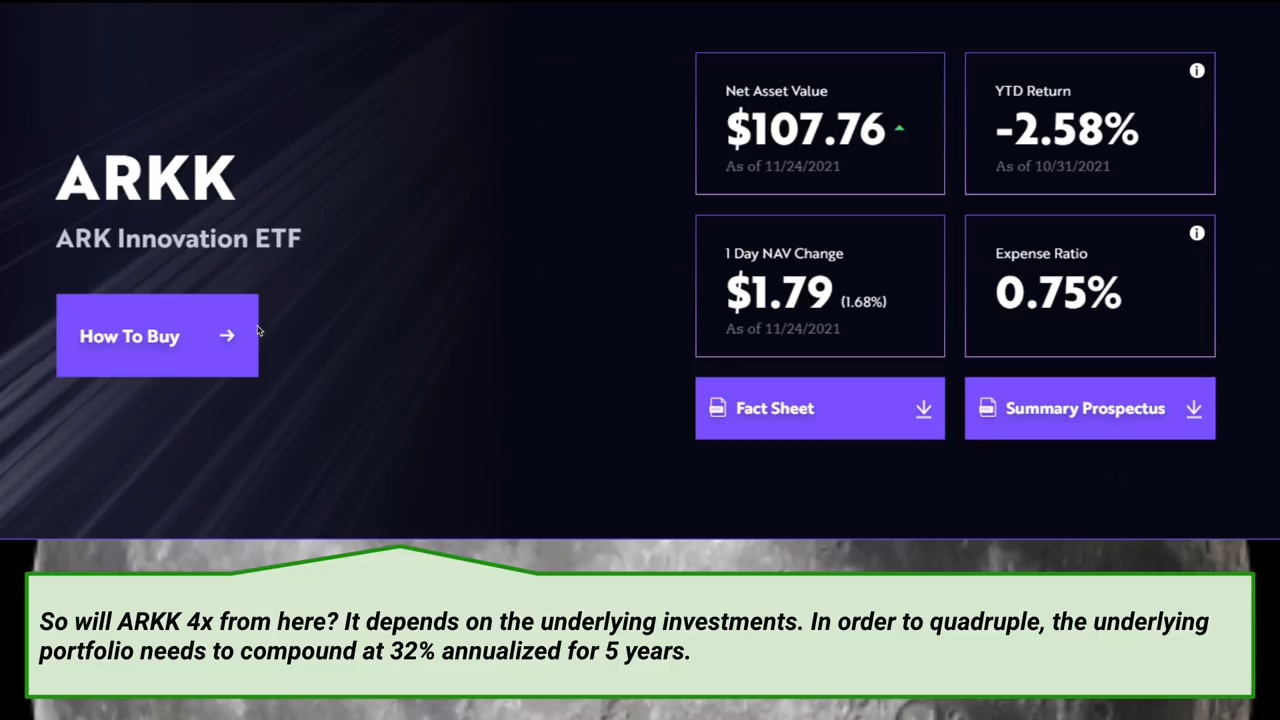 ARKK
ARK Innovation ETF
How To Buy
Net Asset Value
$107.76
As of 11/24/2021
YTD Return
-2.58%
As of 10/31/2021
1 Day NAV Change
$1.79 (1.68%)
As of 11/24/2021
Expense Ratio
0.75%
Fact Sheet
Summary Prospectus
So will ARKK 4x from here? It depends on the underlying investments. In order to quadruple, the underlying
portfolio needs to compound at 32% annualized for 5 years.